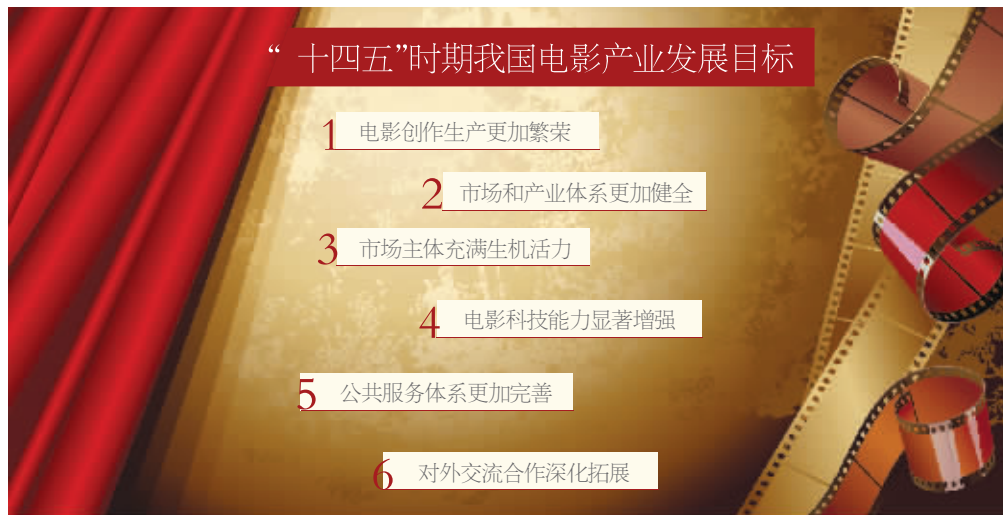 “ 十四五”时期我国电影产业发展目标
1 电影创作生产更加繁荣
2 市场和产业体系更加健全
3 市场主体充满生机活力
4 电影科技能力显著增强
5 公共服务体系更加完善
6 对外交流合作深化拓展